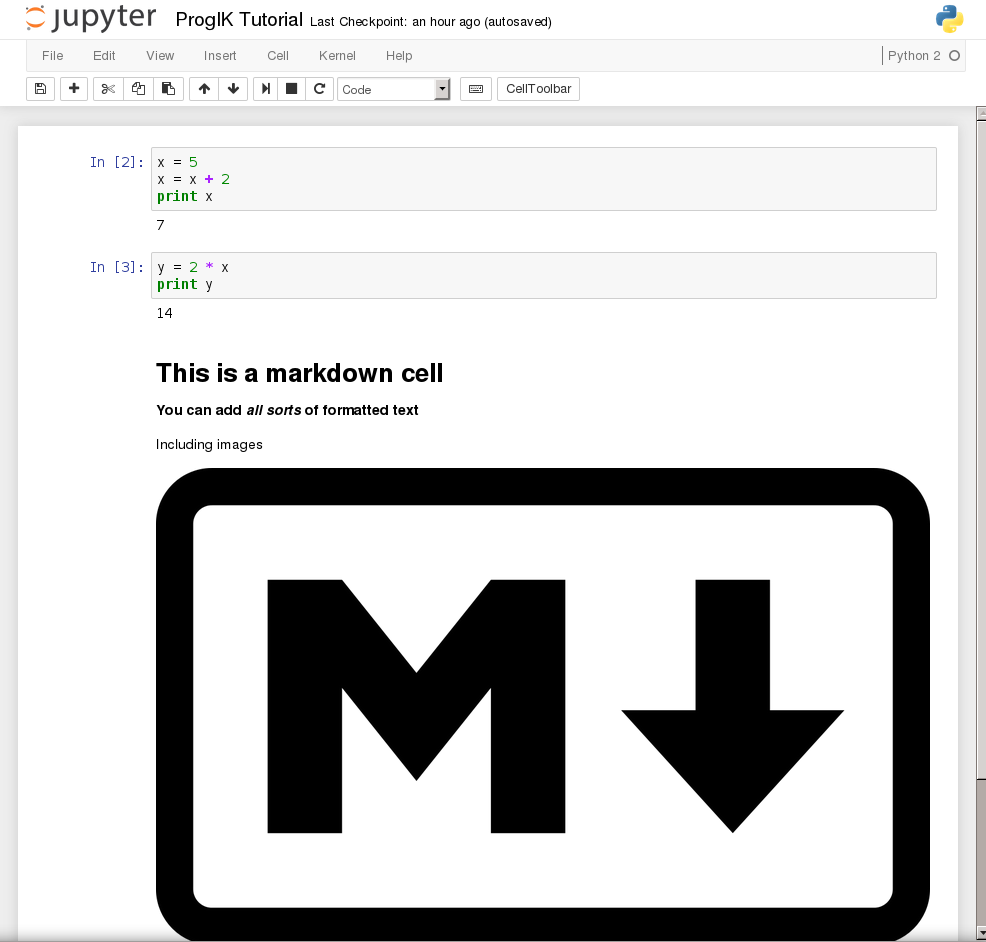 jupyter ProgIK Tutorial Last Checkpoint: an hour ago (autosaved)
File Edit View Insert Cell Kernel Help Python 2
Code CellToolbar
In [2]: x = 5
x = x + 2
print x
7
In [3]: y = 2 * x
print y
14
This is a markdown cell
You can add all sorts of formatted text
Including images
M